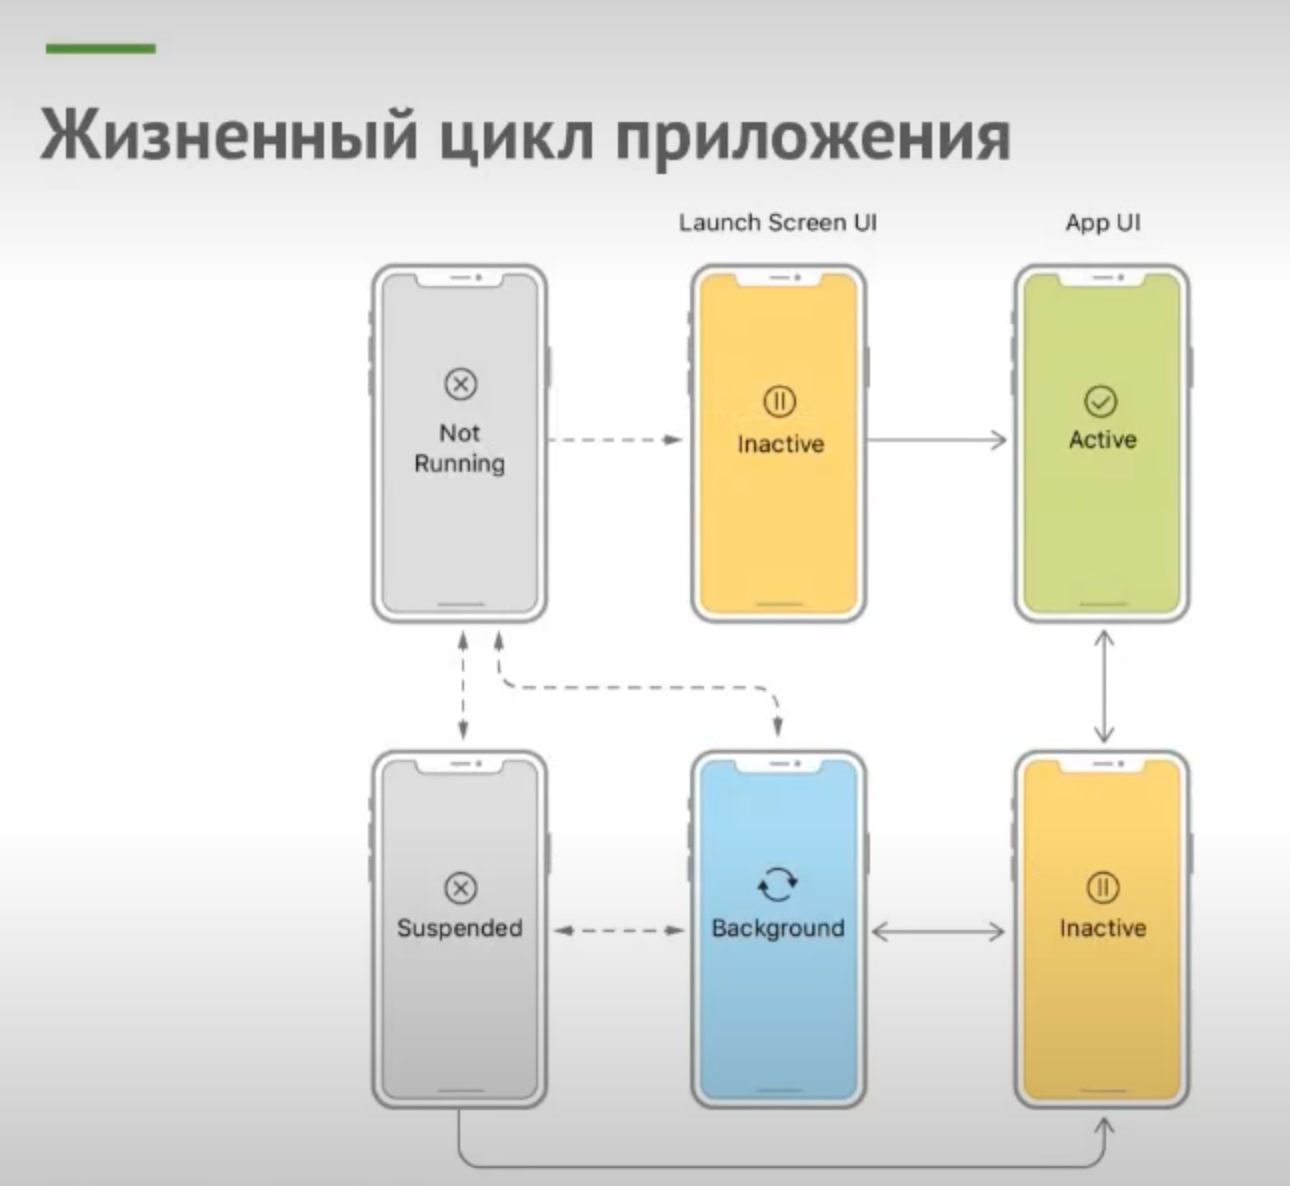 Жизненный цикл приложения
Launch Screen UI
App UI
Not
Running
Inactive
Active
Suspended
Background
Inactive